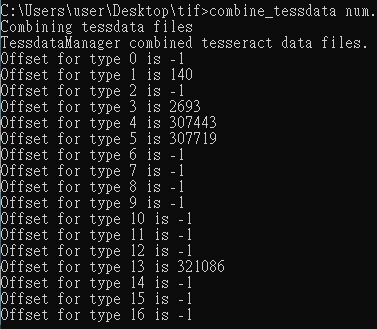 C:\Users\user\Desktop\tif>combine_tessdata num.
Combining tessdata files
TessdataManager combined tesseract data files.
Offset for type 0 is -1
Offset for type 1 is 140
Offset for type 2 is -1
Offset for type 3 is 2693
Offset for type 4 is 307443
Offset for type 5 is 307719
Offset for type 6 is -1
Offset for type 7 is -1
Offset for type 8 is -1
Offset for type 9 is -1
Offset for type 10 is -1
Offset for type 11 is -1
Offset for type 12 is -1
Offset for type 13 is 321086
Offset for type 14 is -1
Offset for type 15 is -1
Offset for type 16 is -1